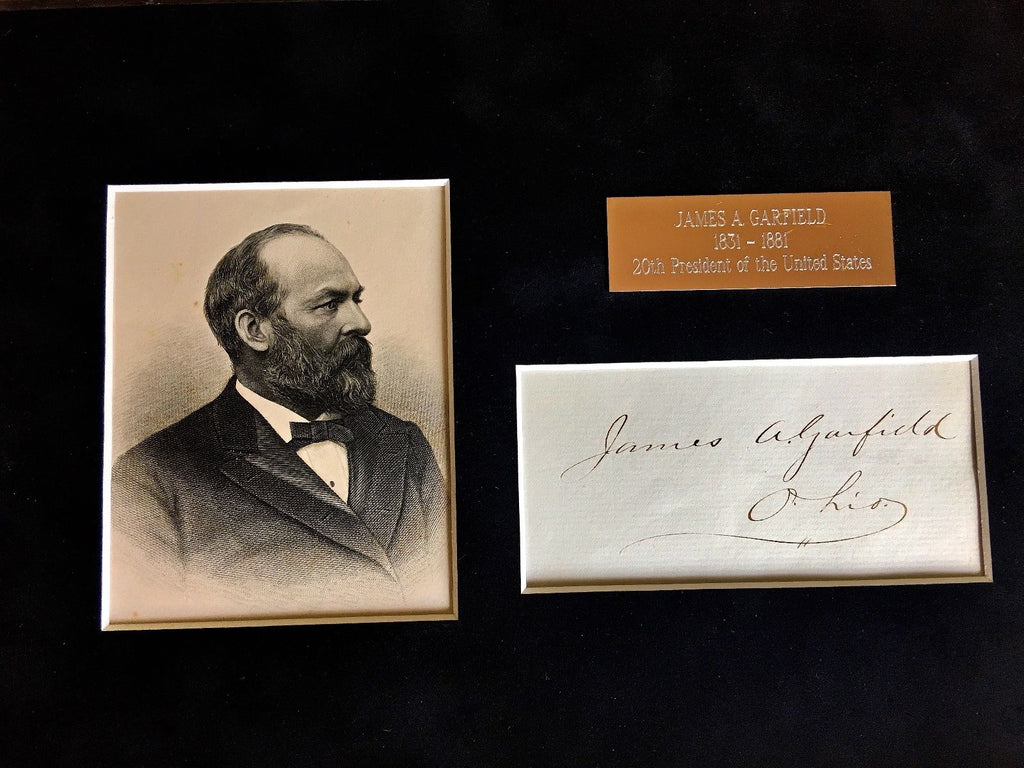 JAMES A. GARFIELD
1831 - 1881
20th President of the United States
James A. Garfield
Ohio.